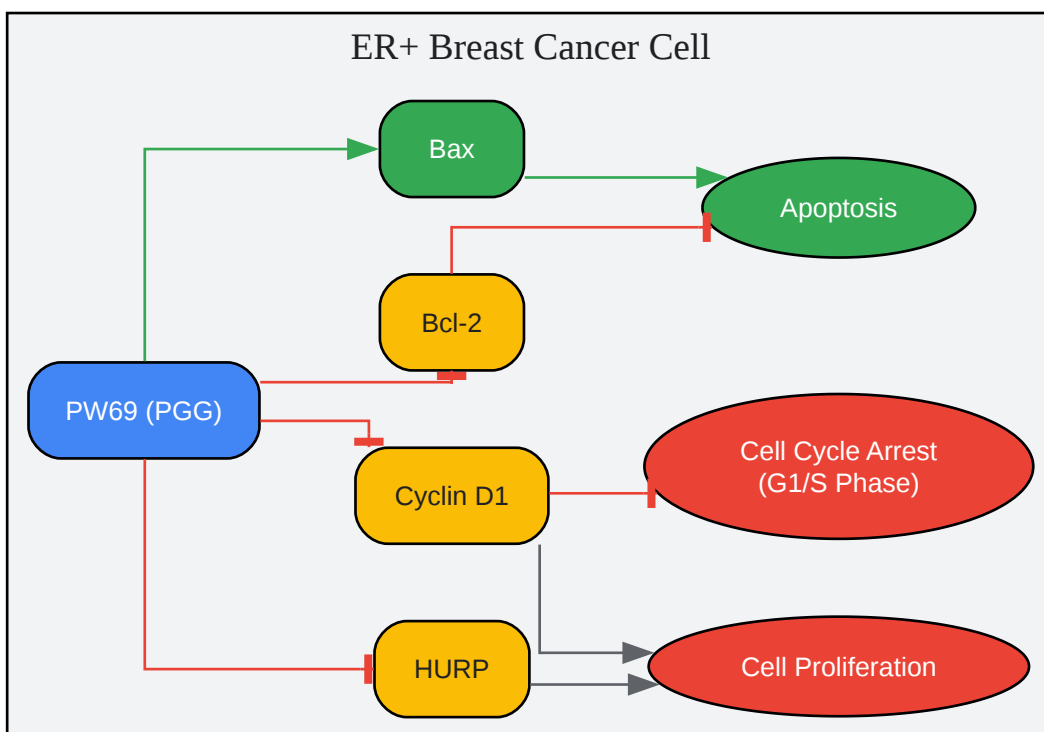 ER+ Breast Cancer Cell
Bax
Apoptosis
Bcl-2
PW69 (PGG)
Cell Cycle Arrest
(G1/S Phase)
Cyclin D1
HURP
Cell Proliferation